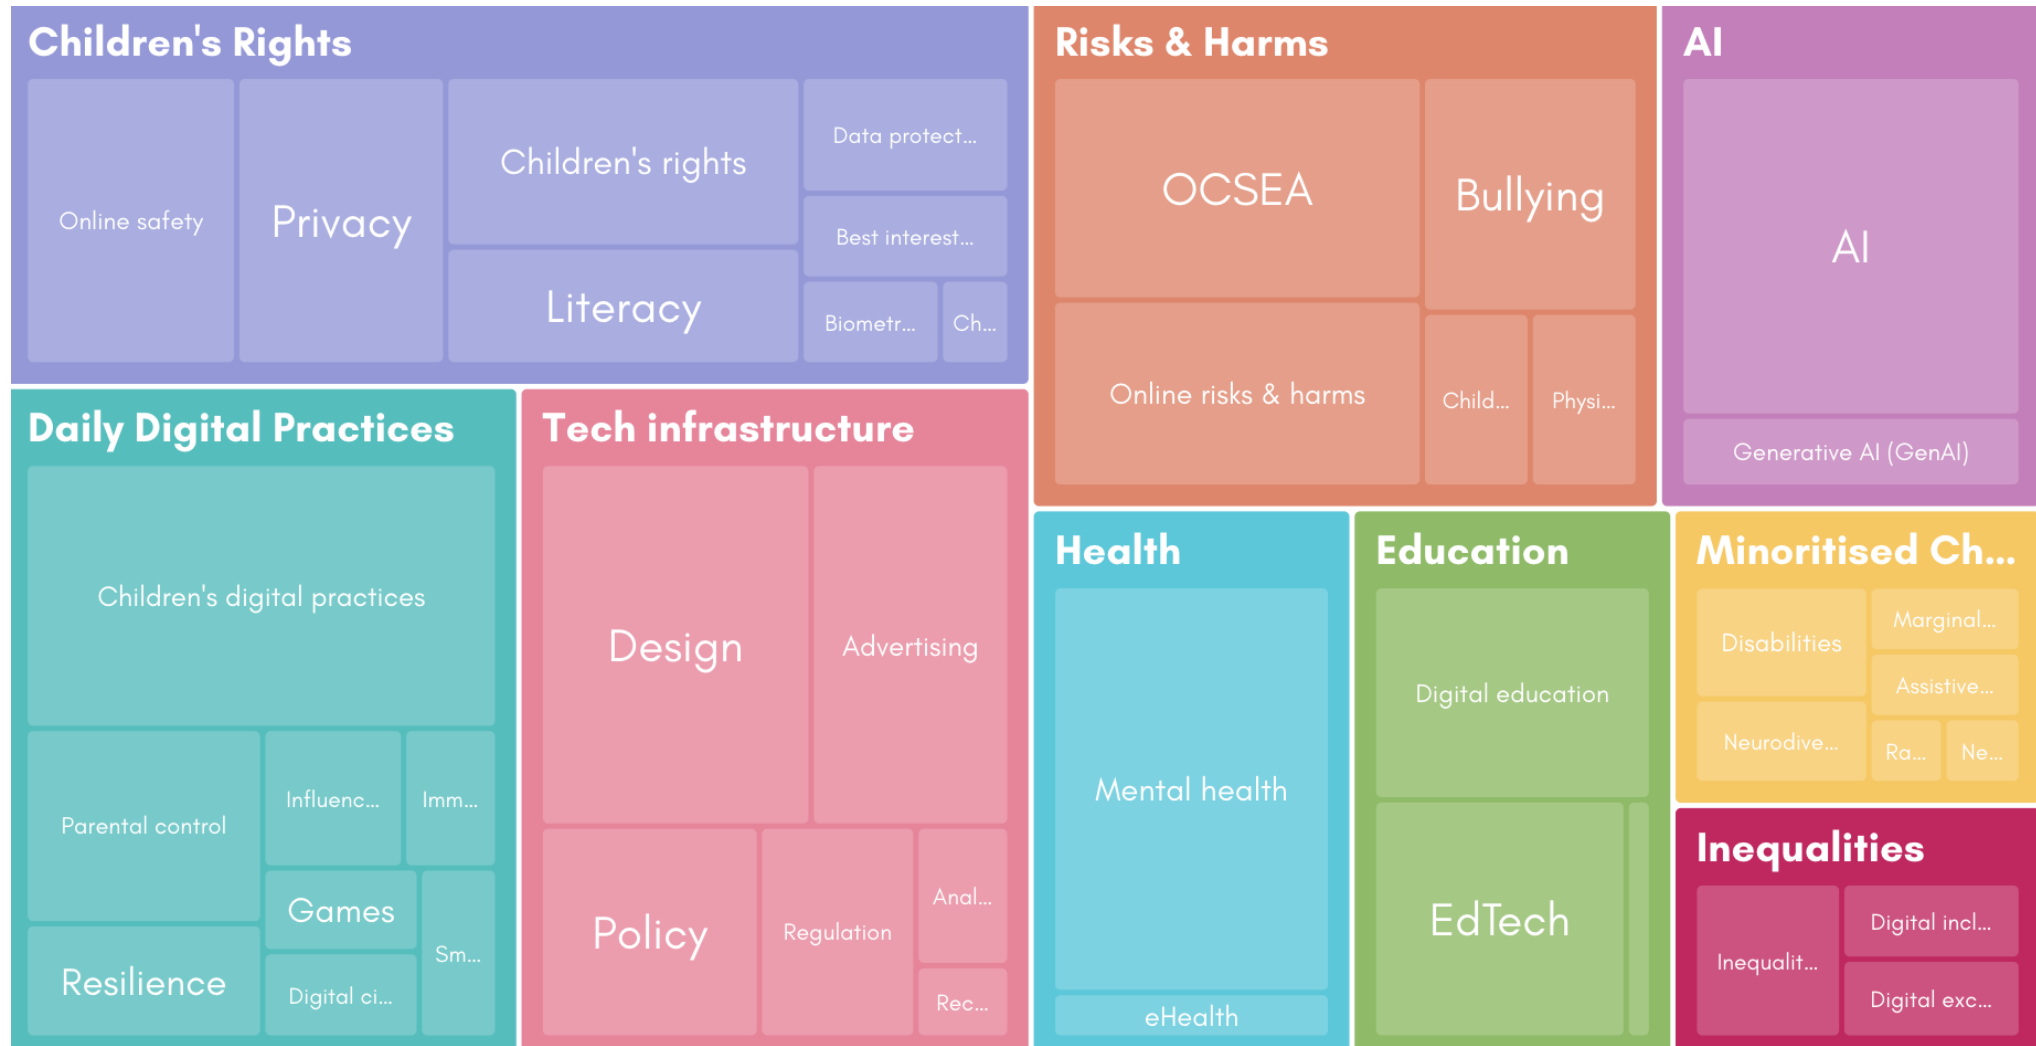 Children's Rights
Online safety
Privacy
Children's rights
Literacy
Data protect...
Best interest...
Biometr...
Ch...
Risks & Harms
OCSEA
Bullying
Online risks & harms
Child...
Physi...
AI
AI
Generative AI (GenAI)
Daily Digital Practices
Children's digital practices
Parental control
Resilience
Influenc...
Imm...
Games
Digital ci...
Sm...
Tech infrastructure
Design
Advertising
Policy
Regulation
Anal...
Rec...
Health
Mental health
eHealth
Education
Digital education
EdTech
Minoritised Ch...
Disabilities
Neurodive...
Marginal...
Assistive...
Ra...
Ne...
Inequalities
Inequalit...
Digital incl...
Digital exc...